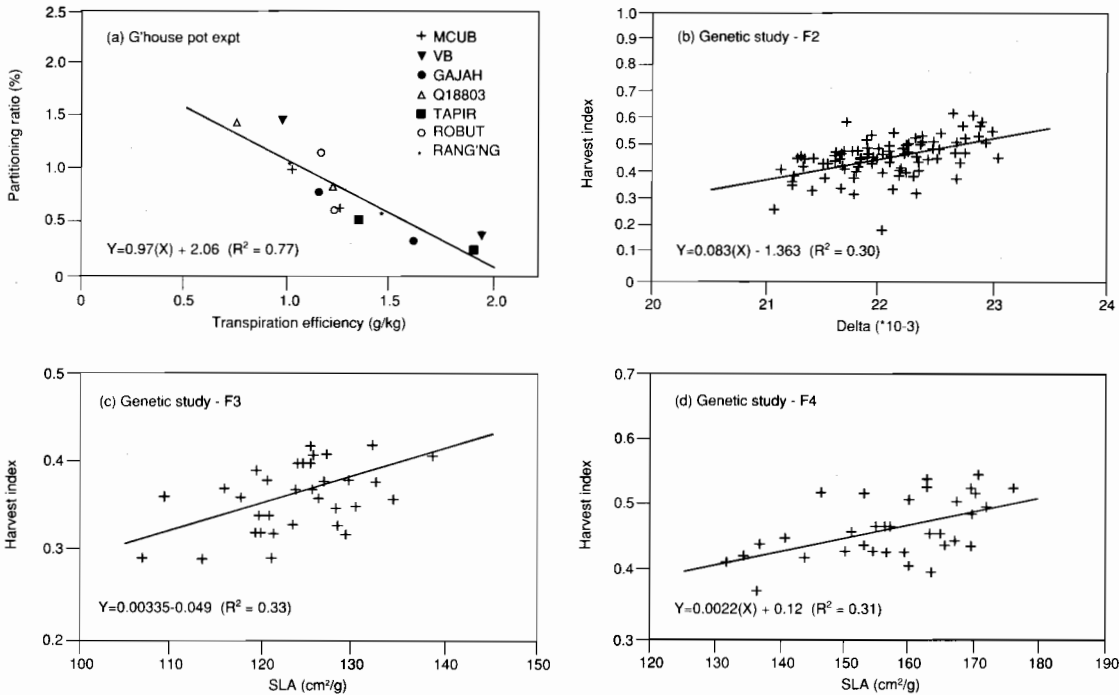 (a) G'house pot expt
MCUB
VB
GAJAH
Q18803
TAPIR
ROBUT
RANG'NG
Y=0.97(X) + 2.06 (R² = 0.77)
Partitioning ratio (%)
2.5
2.0
1.5
1.0
0.5
0
0
0.5
1.0
1.5
2.0
Transpiration efficiency (g/kg)
(b) Genetic study - F2
Y=0.083(X) - 1.363 (R² = 0.30)
Harvest index
1.0
0.9
0.8
0.7
0.6
0.5
0.4
0.3
0.2
0.1
0
20
21
22
23
24
Delta (*10-3)
(c) Genetic study - F3
Y=0.00335-0.049 (R² = 0.33)
Harvest index
0.5
0.4
0.3
0.2
100
110
120
130
140
150
SLA (cm²/g)
(d) Genetic study - F4
Y=0.0022(X) + 0.12 (R² = 0.31)
Harvest index
0.7
0.6
0.5
0.4
0.3
120
130
140
150
160
170
180
190
SLA (cm²/g)